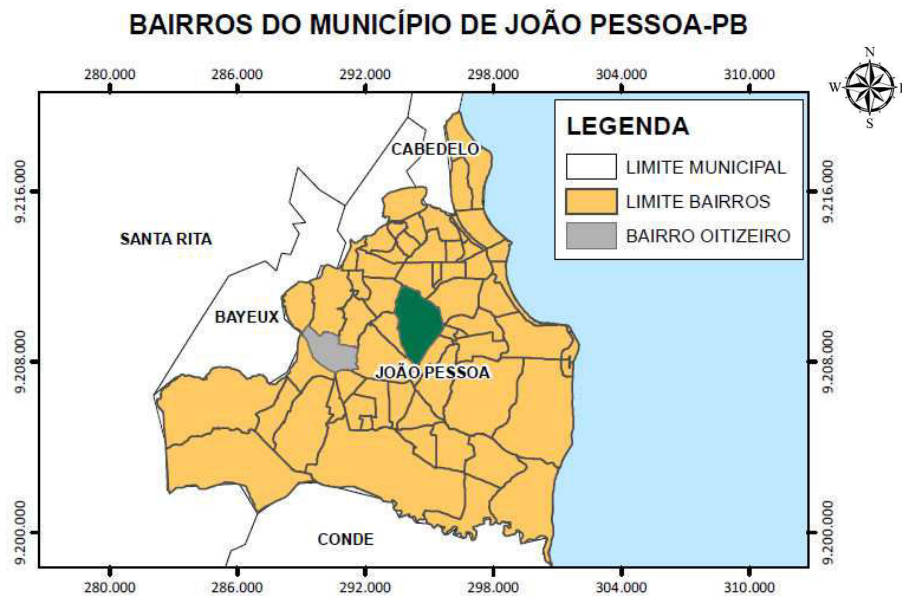 BAIRROS DO MUNICÍPIO DE JOÃO PESSOA-PB
280.000 286.000 292.000 298.000 304.000 310.000
N
W E
S
LEGENDA
LIMITE MUNICIPAL
LIMITE BAIRROS
BAIRRO OITIZEIRO
CABEDELO
9.216.000 9.216.000
SANTA RITA
BAYEUX
9.208.000 9.208.000
JOÃO PESSOA
9.200.000 9.200.000
CONDE
280.000 286.000 292.000 298.000 304.000 310.000